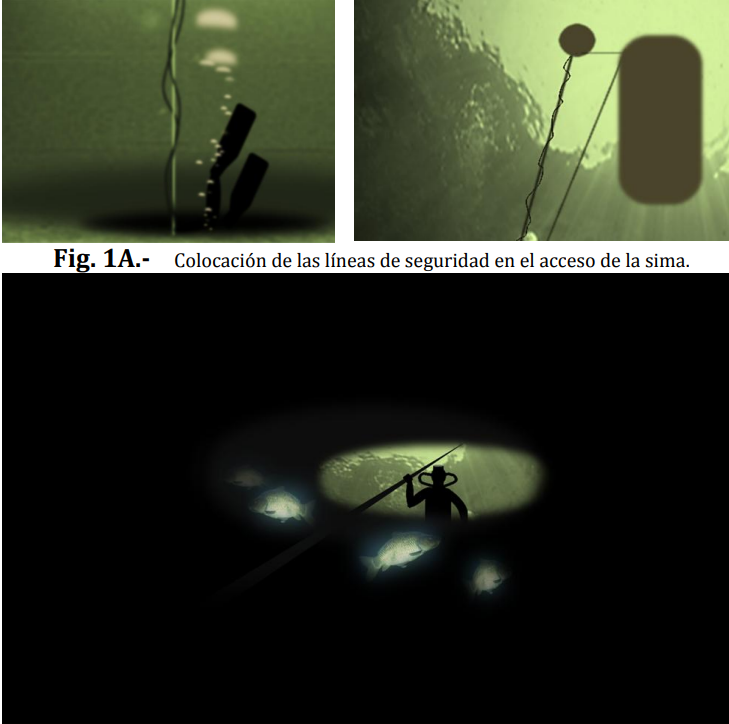 Fig. 1A.- Colocación de las líneas de seguridad en el acceso de la sima.